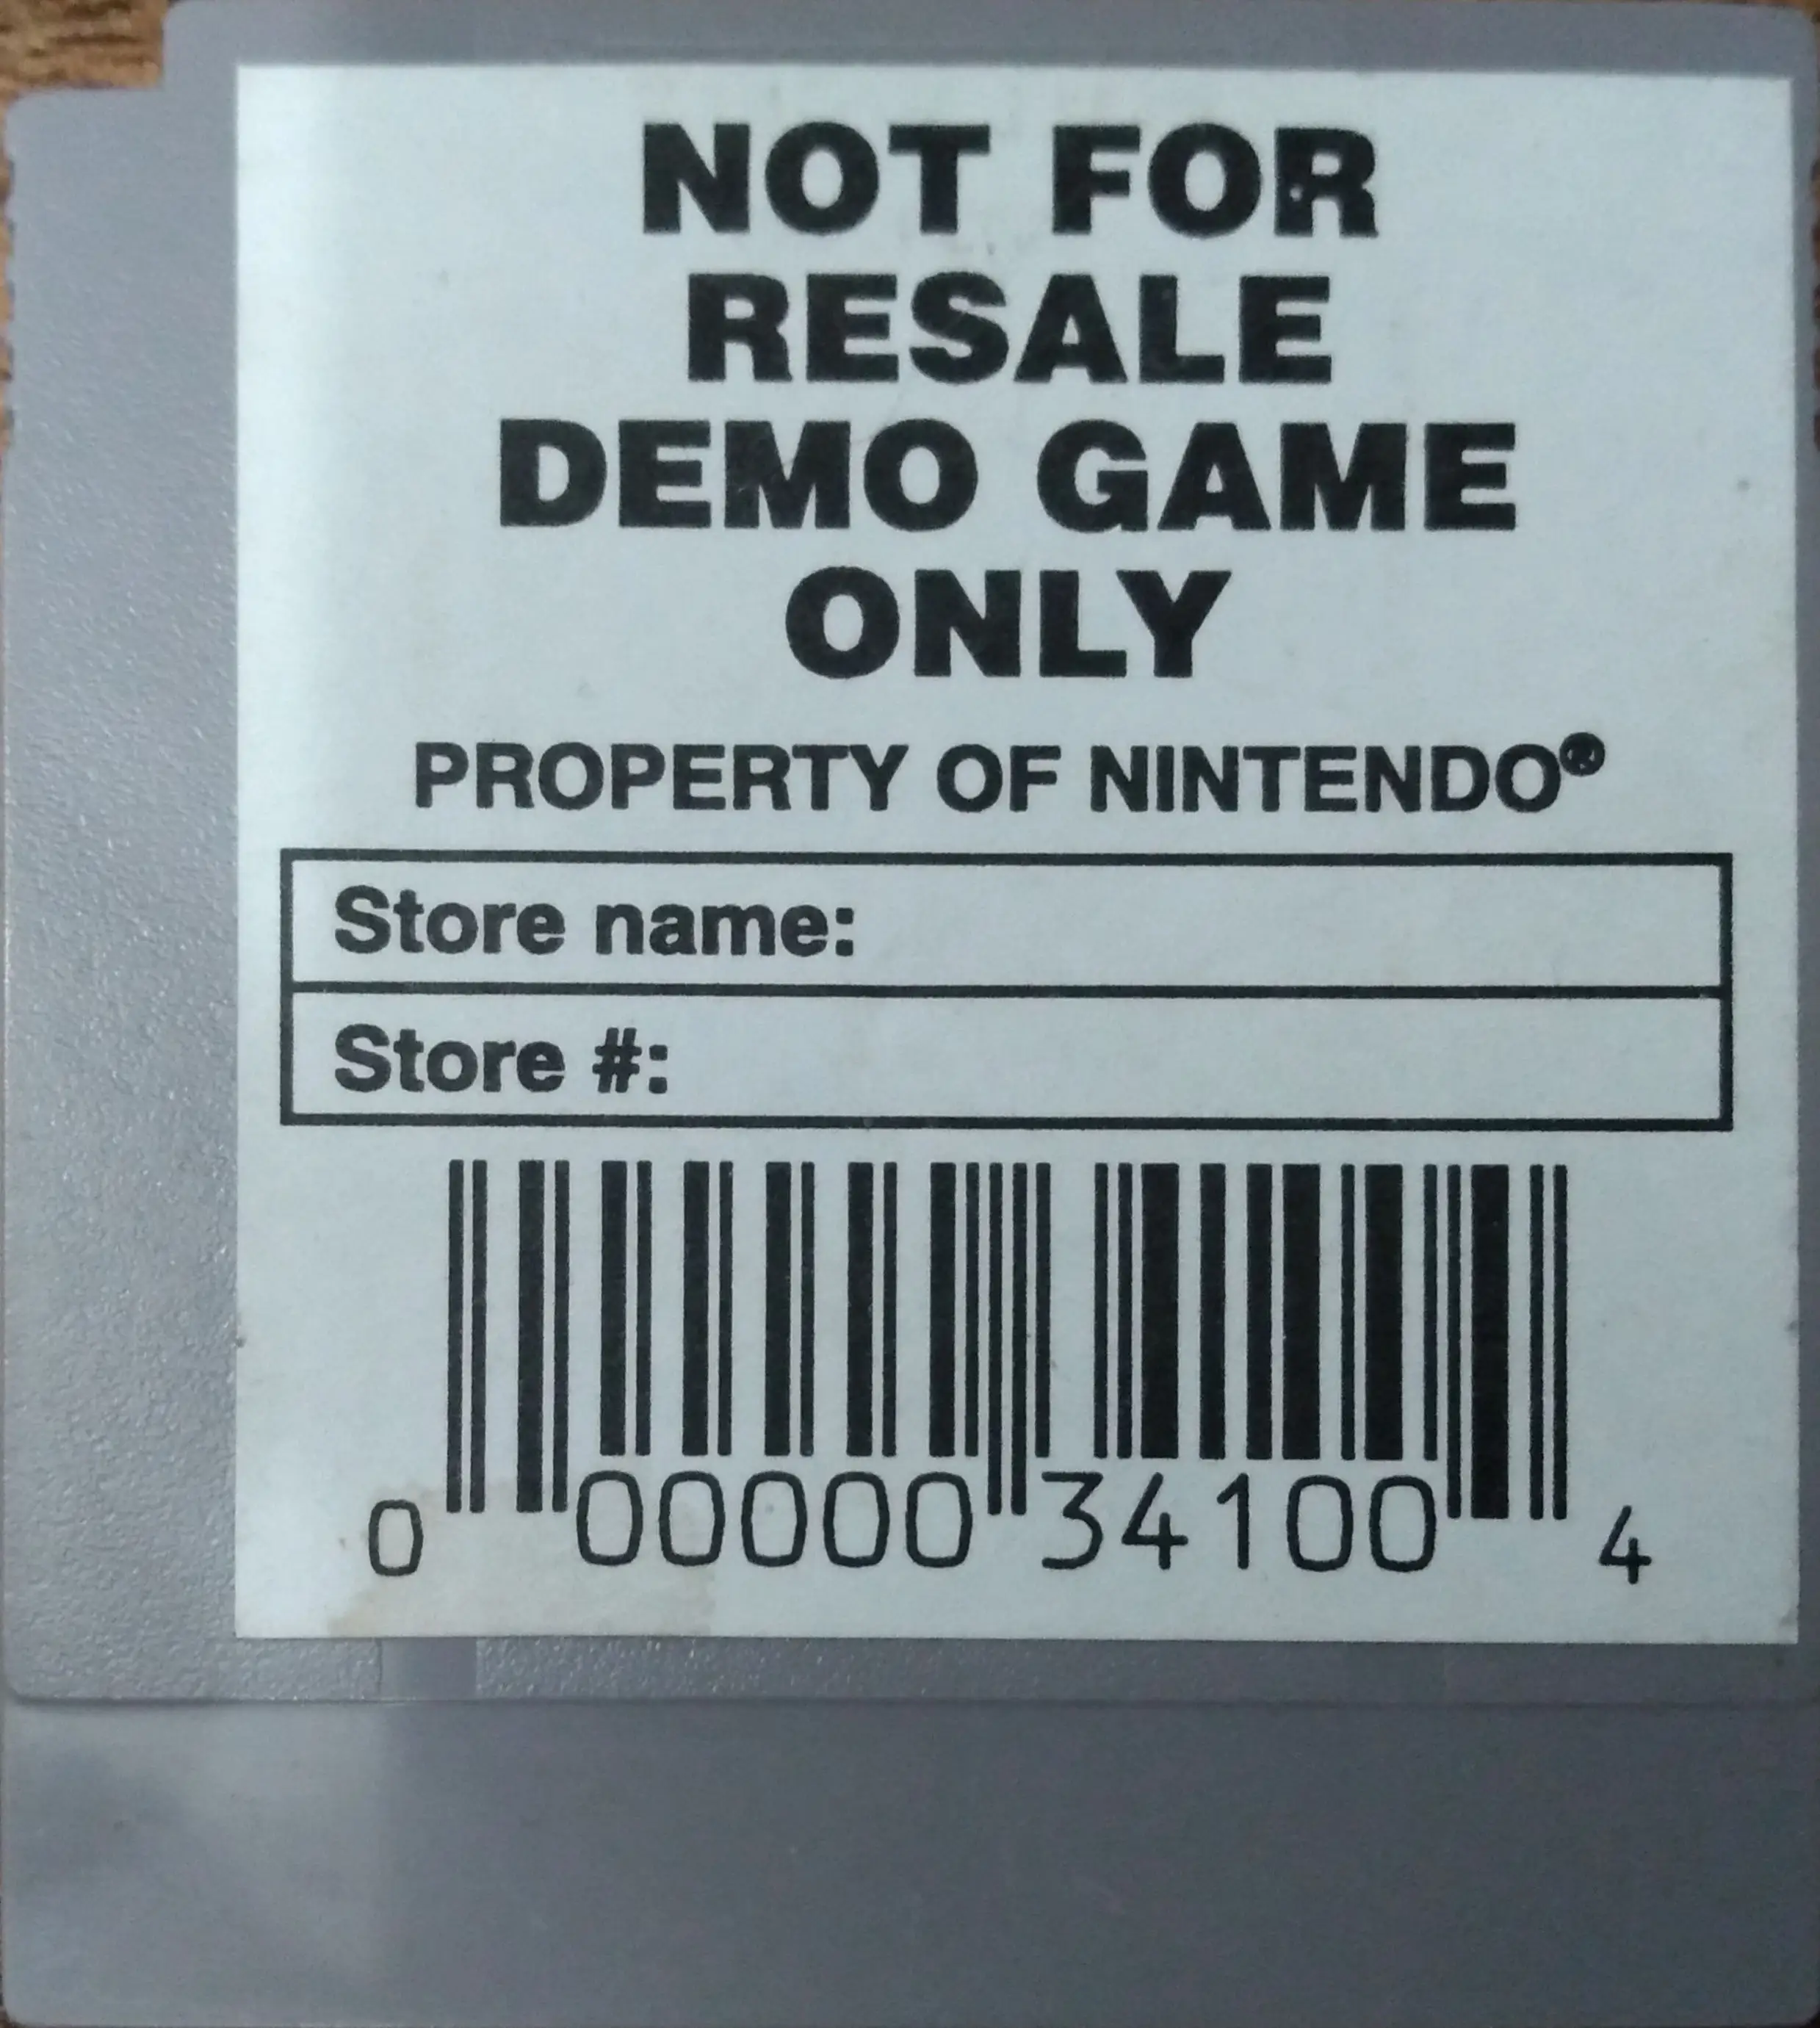 NOT FOR
RESALE
DEMO GAME
ONLY
PROPERTY OF NINTENDO®
Store name:
Store #:
0 00000 34100 4